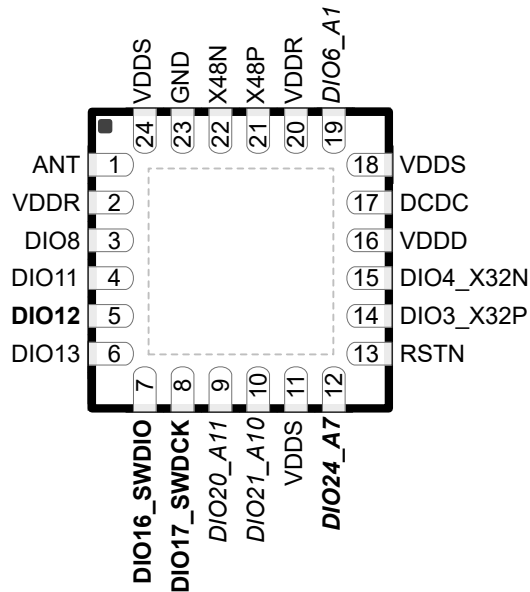 VDDS
GND
X48N
X48P
VDDR
DIO6_A1
24
23
22
21
20
19
ANT 1
VDDR 2
DIO8 3
DIO11 4
DIO12 5
DIO13 6
18 VDDS
17 DCDC
16 VDDD
15 DIO4_X32N
14 DIO3_X32P
13 RSTN
7
8
9
10
11
12
DIO16_SWDIO
DIO17_SWDCK
DIO20_A11
DIO21_A10
VDDS
DIO24_A7